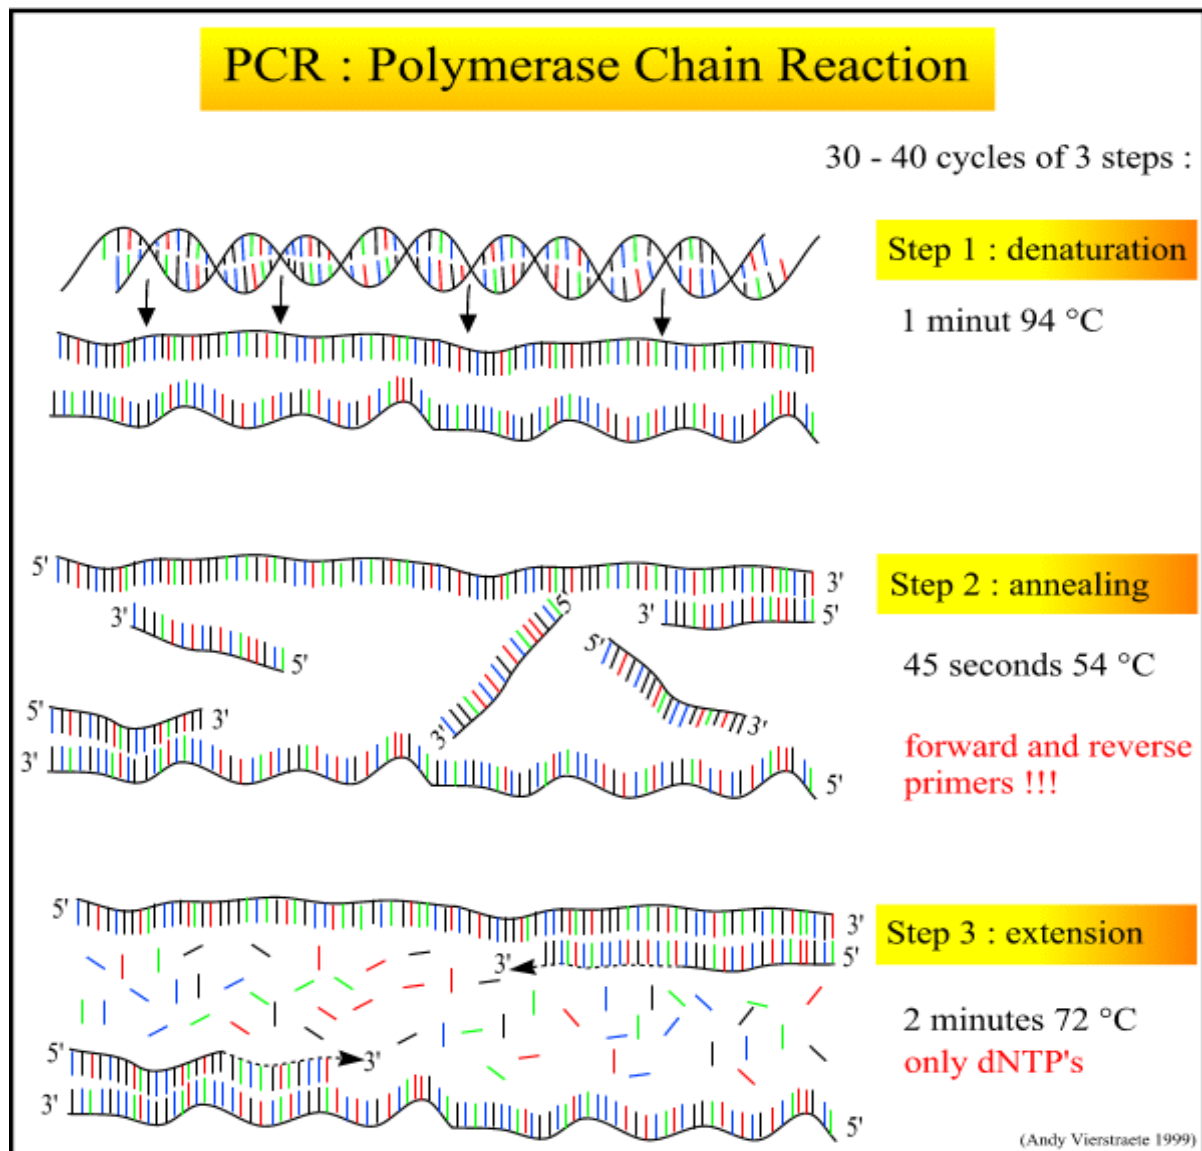 PCR : Polymerase Chain Reaction
30 - 40 cycles of 3 steps :
Step 1 : denaturation
1 minut 94 °C
5'
3'
Step 2 : annealing
3'
3'
5'
5'
5'
5'
45 seconds 54 °C
5'
3'
3'
3'
forward and reverse
3'
5'
primers !!!
5'
3'
Step 3 : extension
3'
5'
2 minutes 72 °C
5'
3'
only dNTP's
3'
5'
(Andy Vierstraete 1999)